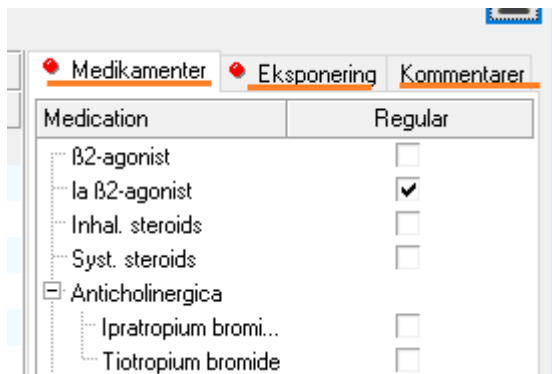 Medikamenter Eksponering Kommentarer
Medication Regular
ß2-agonist
la ß2-agonist
Inhal. steroids
Syst. steroids
Anticholinergica
Ipratropium bromi...
Tiotropium bromide